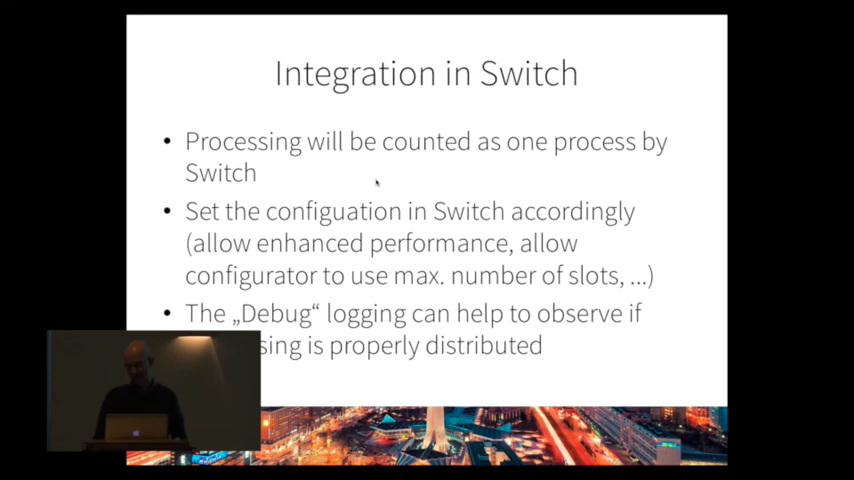 Integration in Switch
• Processing will be counted as one process by
Switch
• Set the configuation in Switch accordingly
(allow enhanced performance, allow
configurator to use max. number of slots, ...)
• The „Debug“ logging can help to observe if
sing is properly distributed